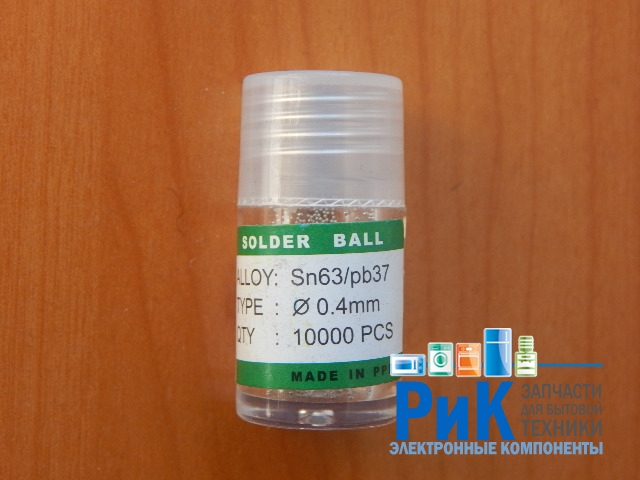 SOLDER BALL
ALLOY: Sn63/pb37
TYPE : Ø 0.4mm
QTY : 10000 PCS
MADE IN
РиК
ЗАПЧАСТИ
ДЛЯ БЫТОВОЙ
ТЕХНИКИ
ЭЛЕКТРОННЫЕ КОМПОНЕНТЫ